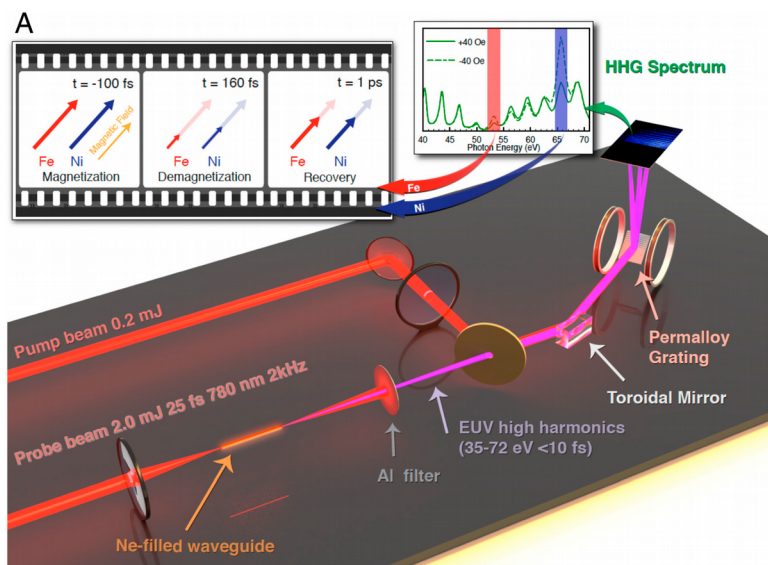 A
t = -100 fs
Fe
Ni
Magnetic Field
Magnetization
t = 160 fs
Fe
Ni
Demagnetization
t = 1 ps
Fe
Ni
Recovery
+40 Oe
-40 Oe
40 45 50 55 60 65 70
Photon Energy (eV)
HHG Spectrum
Fe
Ni
Pump beam 0.2 mJ
Probe beam 2.0 mJ 25 fs 780 nm 2kHz
Permalloy
Grating
Toroidal Mirror
EUV high harmonics
(35-72 eV <10 fs)
Al filter
Ne-filled waveguide